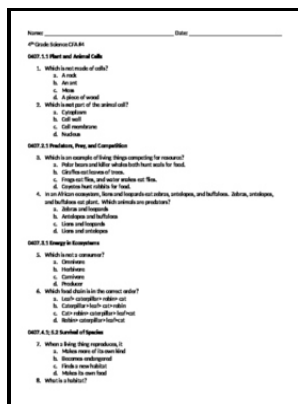 Name: Date:
4th Grade Science CFA #4
0407.1.1 Plant and Animal Cells
1. Which is not made of cells?
a. A rock
b. An ant
c. Moss
d. A piece of wood
2. Which is not part of the animal cell?
a. Cytoplasm
b. Cell wall
c. Cell membrane
d. Nucleus
0407.2.1 Predators, Prey, and Competition
3. Which is an example of living things competing for resource?
a. Polar bears and killer whales both hunt seals for food.
b. Giraffes eat leaves of trees.
c. Frogs eat flies, and water snakes eat flies.
d. Coyotes hunt rabbits for food.
4. In an African ecosystem, lions and leopards eat zebras, antelopes, and buffaloes. Zebras, antelopes,
and buffaloes eat plant. Which animals are predators?
a. Zebras and leopards
b. Antelopes and buffaloes
c. Lions and leopards
d. Lions and antelopes
0407.3.1 Energy in Ecosystems
5. Which is not a consumer?
a. Omnivore
b. Herbivore
c. Carnivore
d. Producer
6. Which food chain is in the correct order?
a. Leaf> caterpillar> robin> cat
b. Caterpillar> leaf> cat> robin
c. Cat> robin> caterpillar> leaf>cat
d. Robin> caterpillar> leaf>cat
0407.4.1; 5.2 Survival of Species
7. When a living thing reproduces, it
a. Makes more of its own kind
b. Becomes endangered
c. Finds a new habitat
d. Makes its own food
8. What is a habitat?